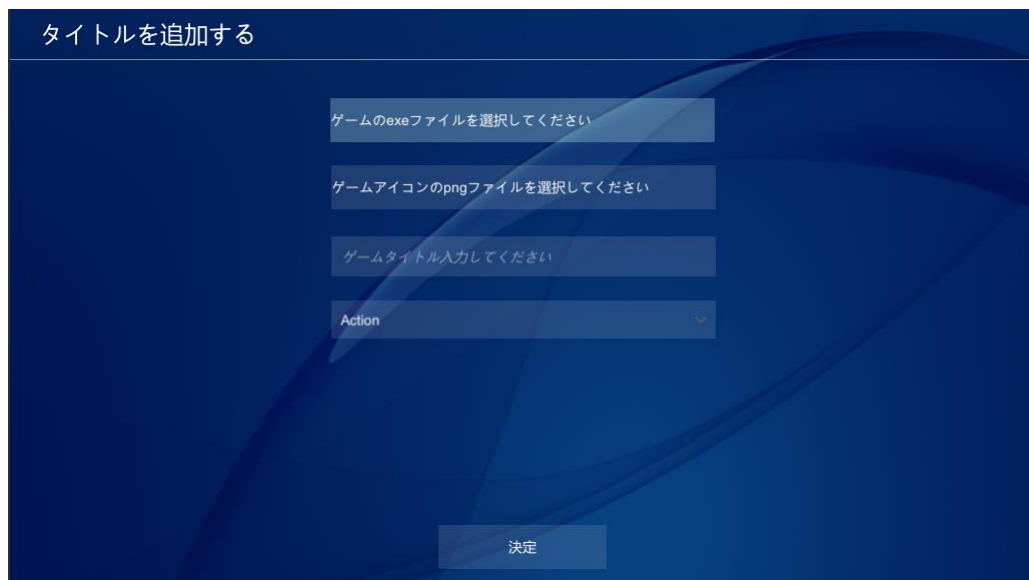 タイトルを追加する
ゲームのexeファイルを選択してください
ゲームアイコンのpngファイルを選択してください
ゲームタイトル入力してください
Action
決定